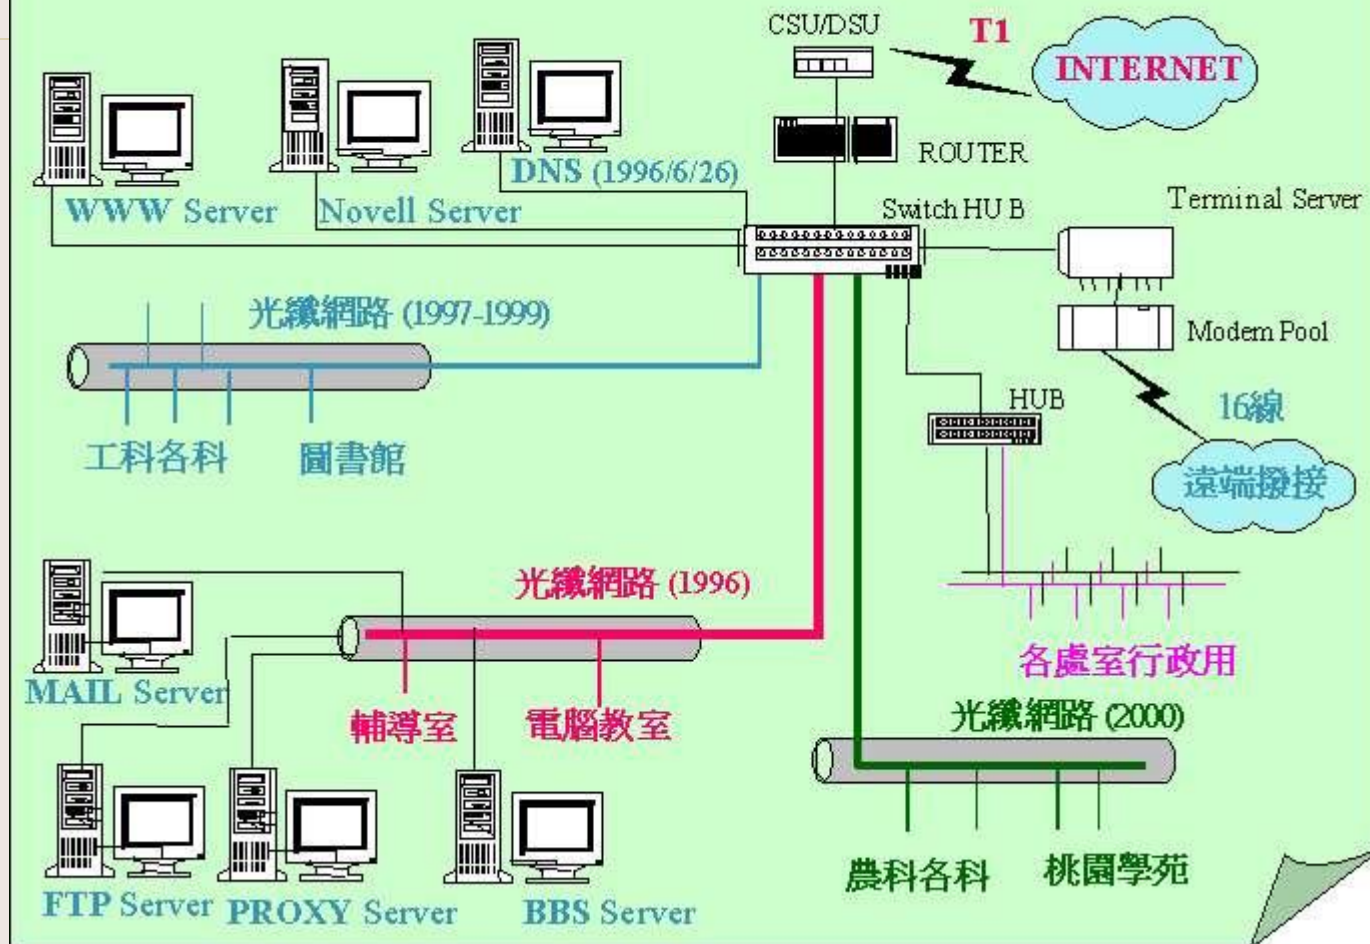 CSU/DSU
T1
INTERNET
ROUTER
DNS (1996/6/26)
WWW Server
Novell Server
Switch HUB
Terminal Server
光纖網路 (1997-1999)
Modem Pool
工科各科
圖書館
HUB
16線
遠端撥接
光纖網路 (1996)
MAIL Server
輔導室
電腦教室
各處室行政用
光纖網路 (2000)
農科各科
桃園學苑
FTP Server
PROXY Server
BBS Server